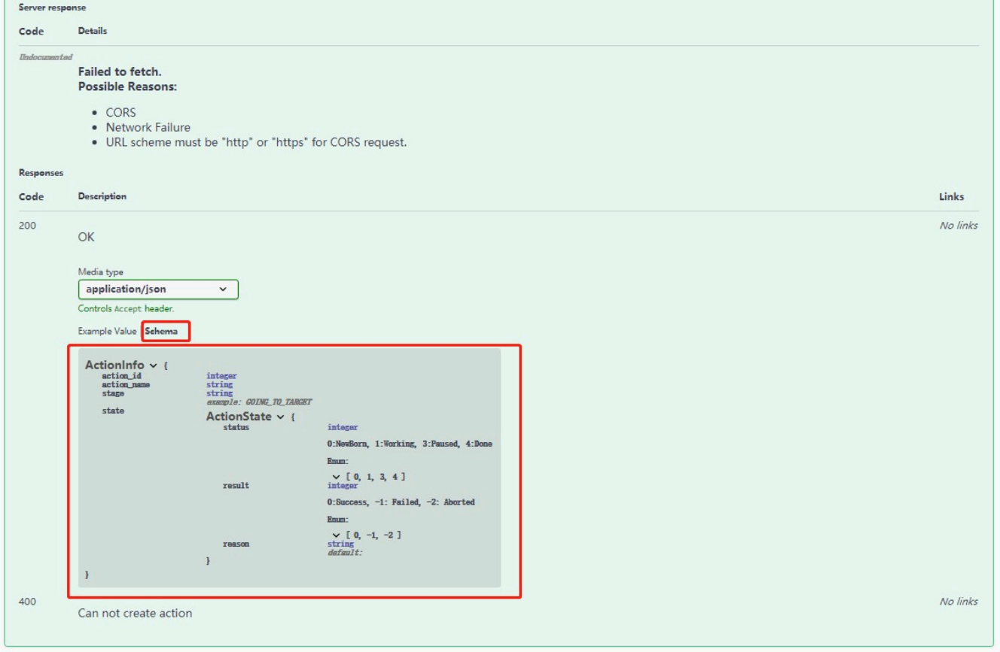 Server response
Code Details
Undocumented
Failed to fetch.
Possible Reasons:
CORS
Network Failure
URL scheme must be "http" or "https" for CORS request.
Responses
Code Description Links
200 No links
OK
Media type
application/json
Controls Accept header.
Example Value Schema
ActionInfo {
action_id integer
action_name string
stage string
example: GOING_TO_TARGET
state ActionState {
status integer
0:NewBorn, 1:Working, 3:Paused, 4:Done
Enum:
[ 0, 1, 3, 4 ]
result integer
0:Success, -1: Failed, -2: Aborted
Enum:
[ 0, -1, -2 ]
reason string
default:
}
}
400 No links
Can not create action